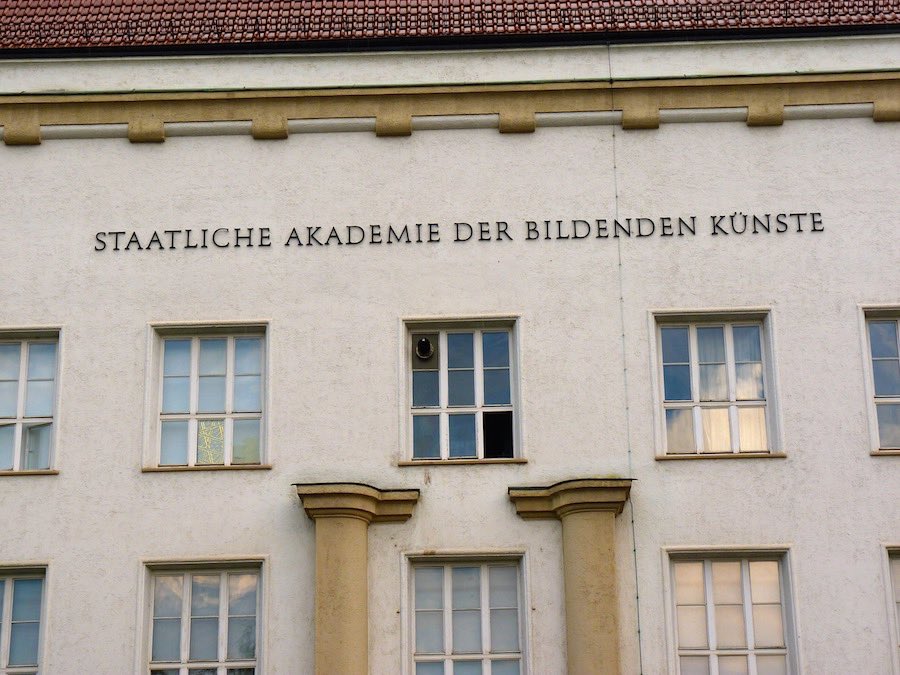 STAATLICHE AKADEMIE DER BILDENDEN KÜNSTE